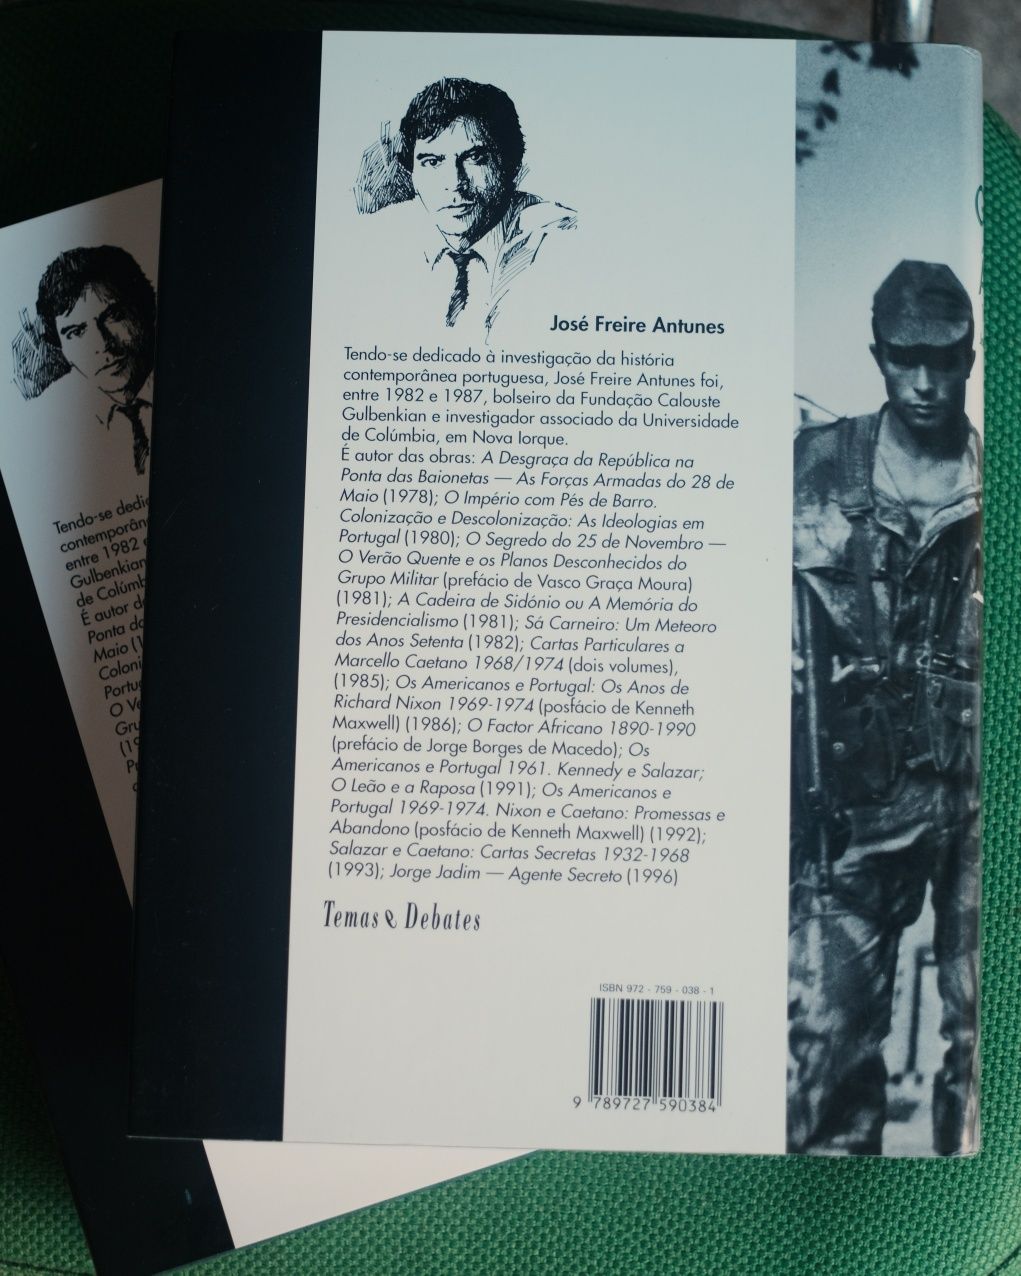 José Freire Antunes
Tendo-se dedicado à investigação da história
contemporânea portuguesa, José Freire Antunes foi,
entre 1982 e 1987, bolseiro da Fundação Calouste
Gulbenkian e investigador associado da Universidade
de Colúmbia, em Nova Iorque.
É autor das obras: A Desgraça da República na
Ponta das Baionetas — As Forças Armadas do 28 de
Maio (1978); O Império com Pés de Barro.
Colonização e Descolonização: As Ideologias em
Portugal (1980); O Segredo do 25 de Novembro —
O Verão Quente e os Planos Desconhecidos do
Grupo Militar (prefácio de Vasco Graça Moura)
(1981); A Cadeira de Sidónio ou A Memória do
Presidencialismo (1981); Sá Carneiro: Um Meteoro
dos Anos Setenta (1982); Cartas Particulares a
Marcello Caetano 1968/1974 (dois volumes),
(1985); Os Americanos e Portugal: Os Anos de
Richard Nixon 1969-1974 (posfácio de Kenneth
Maxwell) (1986); O Factor Africano 1890-1990
(prefácio de Jorge Borges de Macedo); Os
Americanos e Portugal 1961. Kennedy e Salazar;
O Leão e a Raposa (1991); Os Americanos e
Portugal 1969-1974. Nixon e Caetano: Promessas e
Abandono (posfácio de Kenneth Maxwell) (1992);
Salazar e Caetano: Cartas Secretas 1932-1968
(1993); Jorge Jadim — Agente Secreto (1996)
Temas e Debates
ISBN 972 - 759 - 038 - 1
9 789727 590384
Tendo-se
contempor
entre 1982
Gulbenkian
de
É autor
Ponta
Maio
Coloni
O